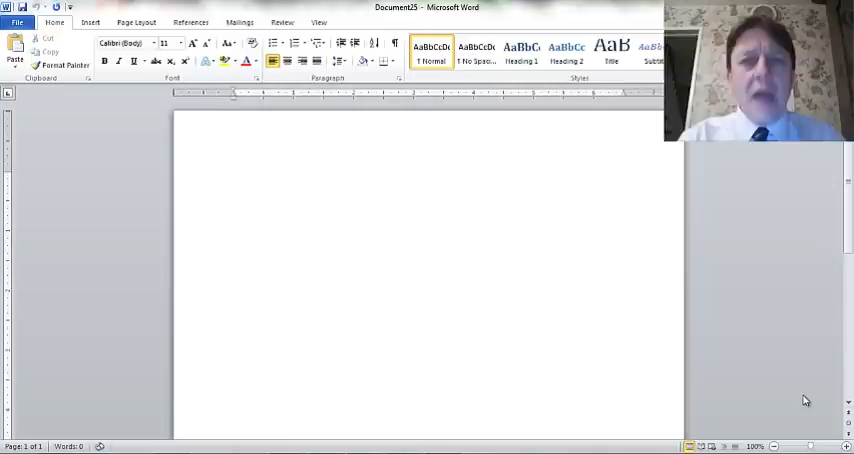 Document25 - Microsoft Word
File Home Insert Page Layout References Mailings Review View
Paste
Cut
Copy
Format Painter
Clipboard
Calibri (Body) 11
Font
Paragraph
AaBbCcDc AaBbCcDc AaBbC AaBbCc AaB
¶ Normal ¶ No Spaci... Heading 1 Heading 2 Title
Styles
Page: 1 of 1 Words: 0 100%